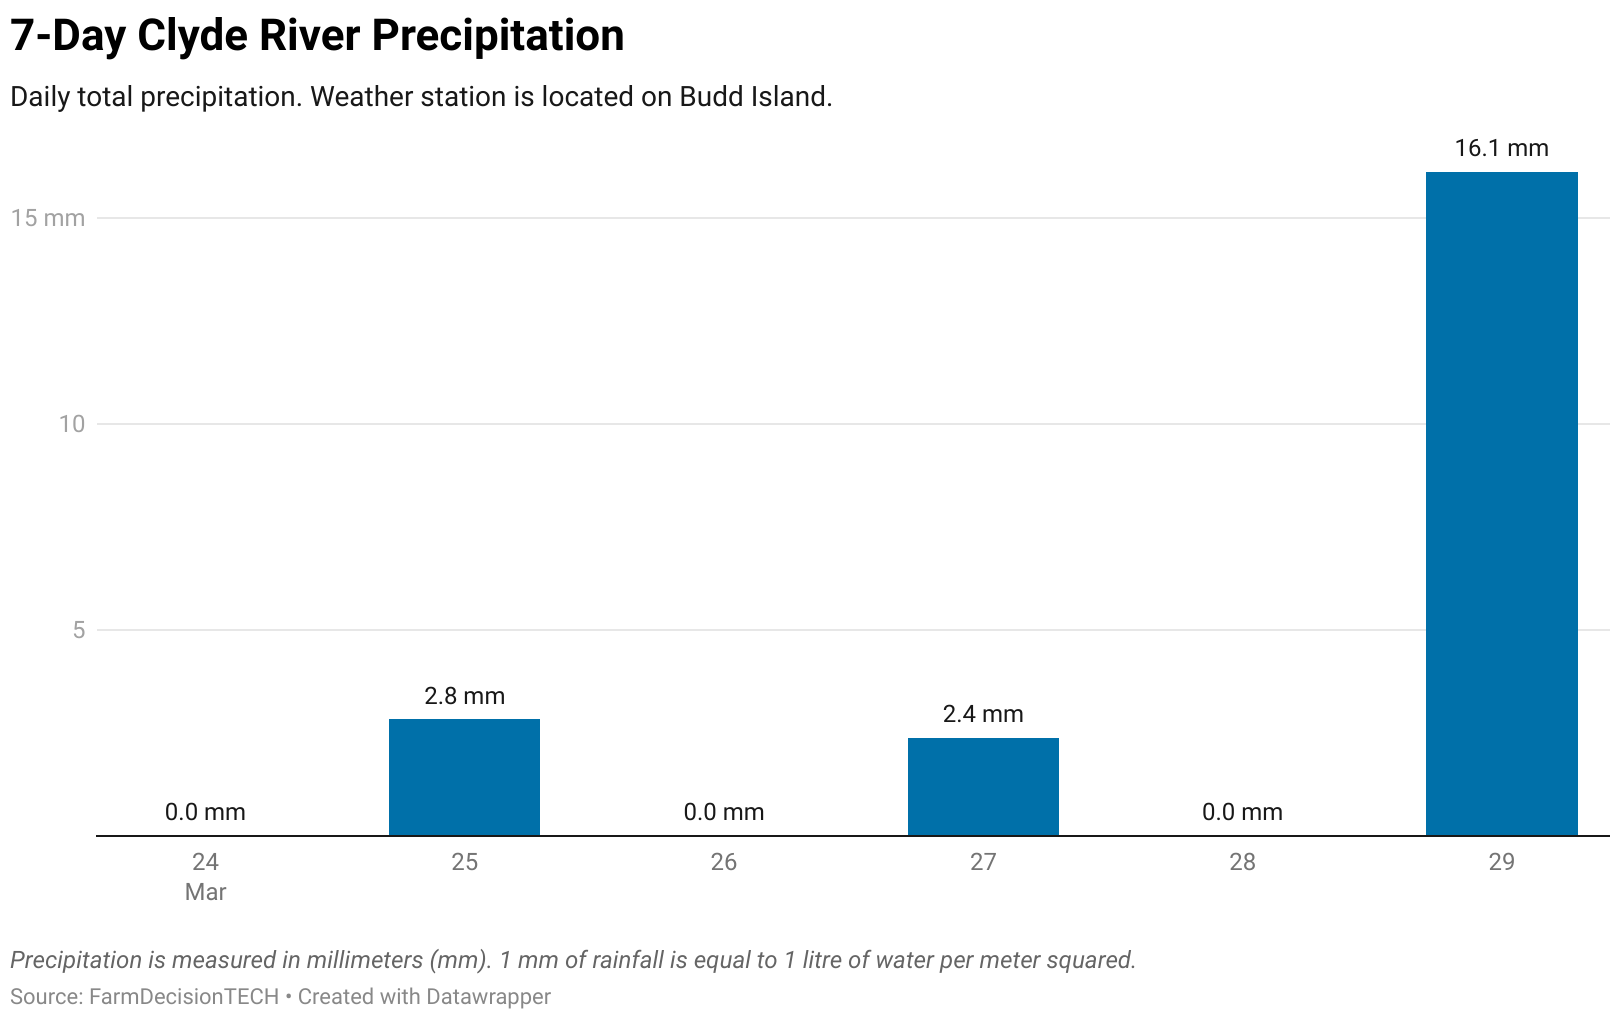 7-Day Clyde River Precipitation
Daily total precipitation. Weather station is located on Budd Island.
16.1 mm
15 mm
10
5
2.8 mm
2.4 mm
0.0 mm
0.0 mm
0.0 mm
24
25
26
27
28
29
Mar
Precipitation is measured in millimeters (mm). 1 mm of rainfall is equal to 1 litre of water per meter squared.
Source: FarmDecisionTECH • Created with Datawrapper